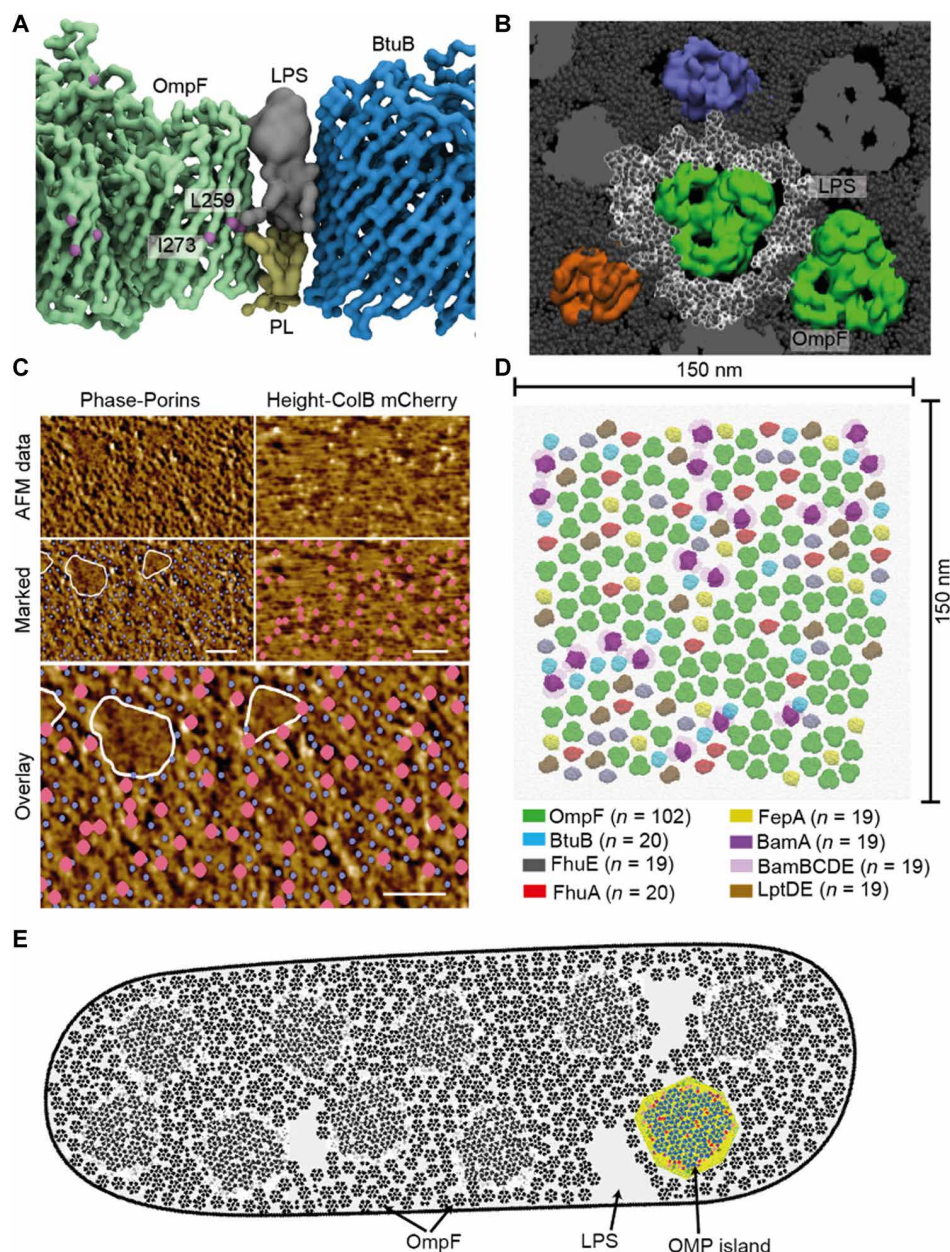 A
OmpF
LPS
BtuB
L259
I273
PL
B
LPS
OmpF
C
Phase-Porins
Height-ColB mCherry
AFM data
Marked
Overlay
D
150 nm
150 nm
OmpF (n = 102)
BtuB (n = 20)
FhuE (n = 19)
FhuA (n = 20)
FepA (n = 19)
BamA (n = 19)
BamBCDE (n = 19)
LptDE (n = 19)
E
OmpF
LPS
OMP island